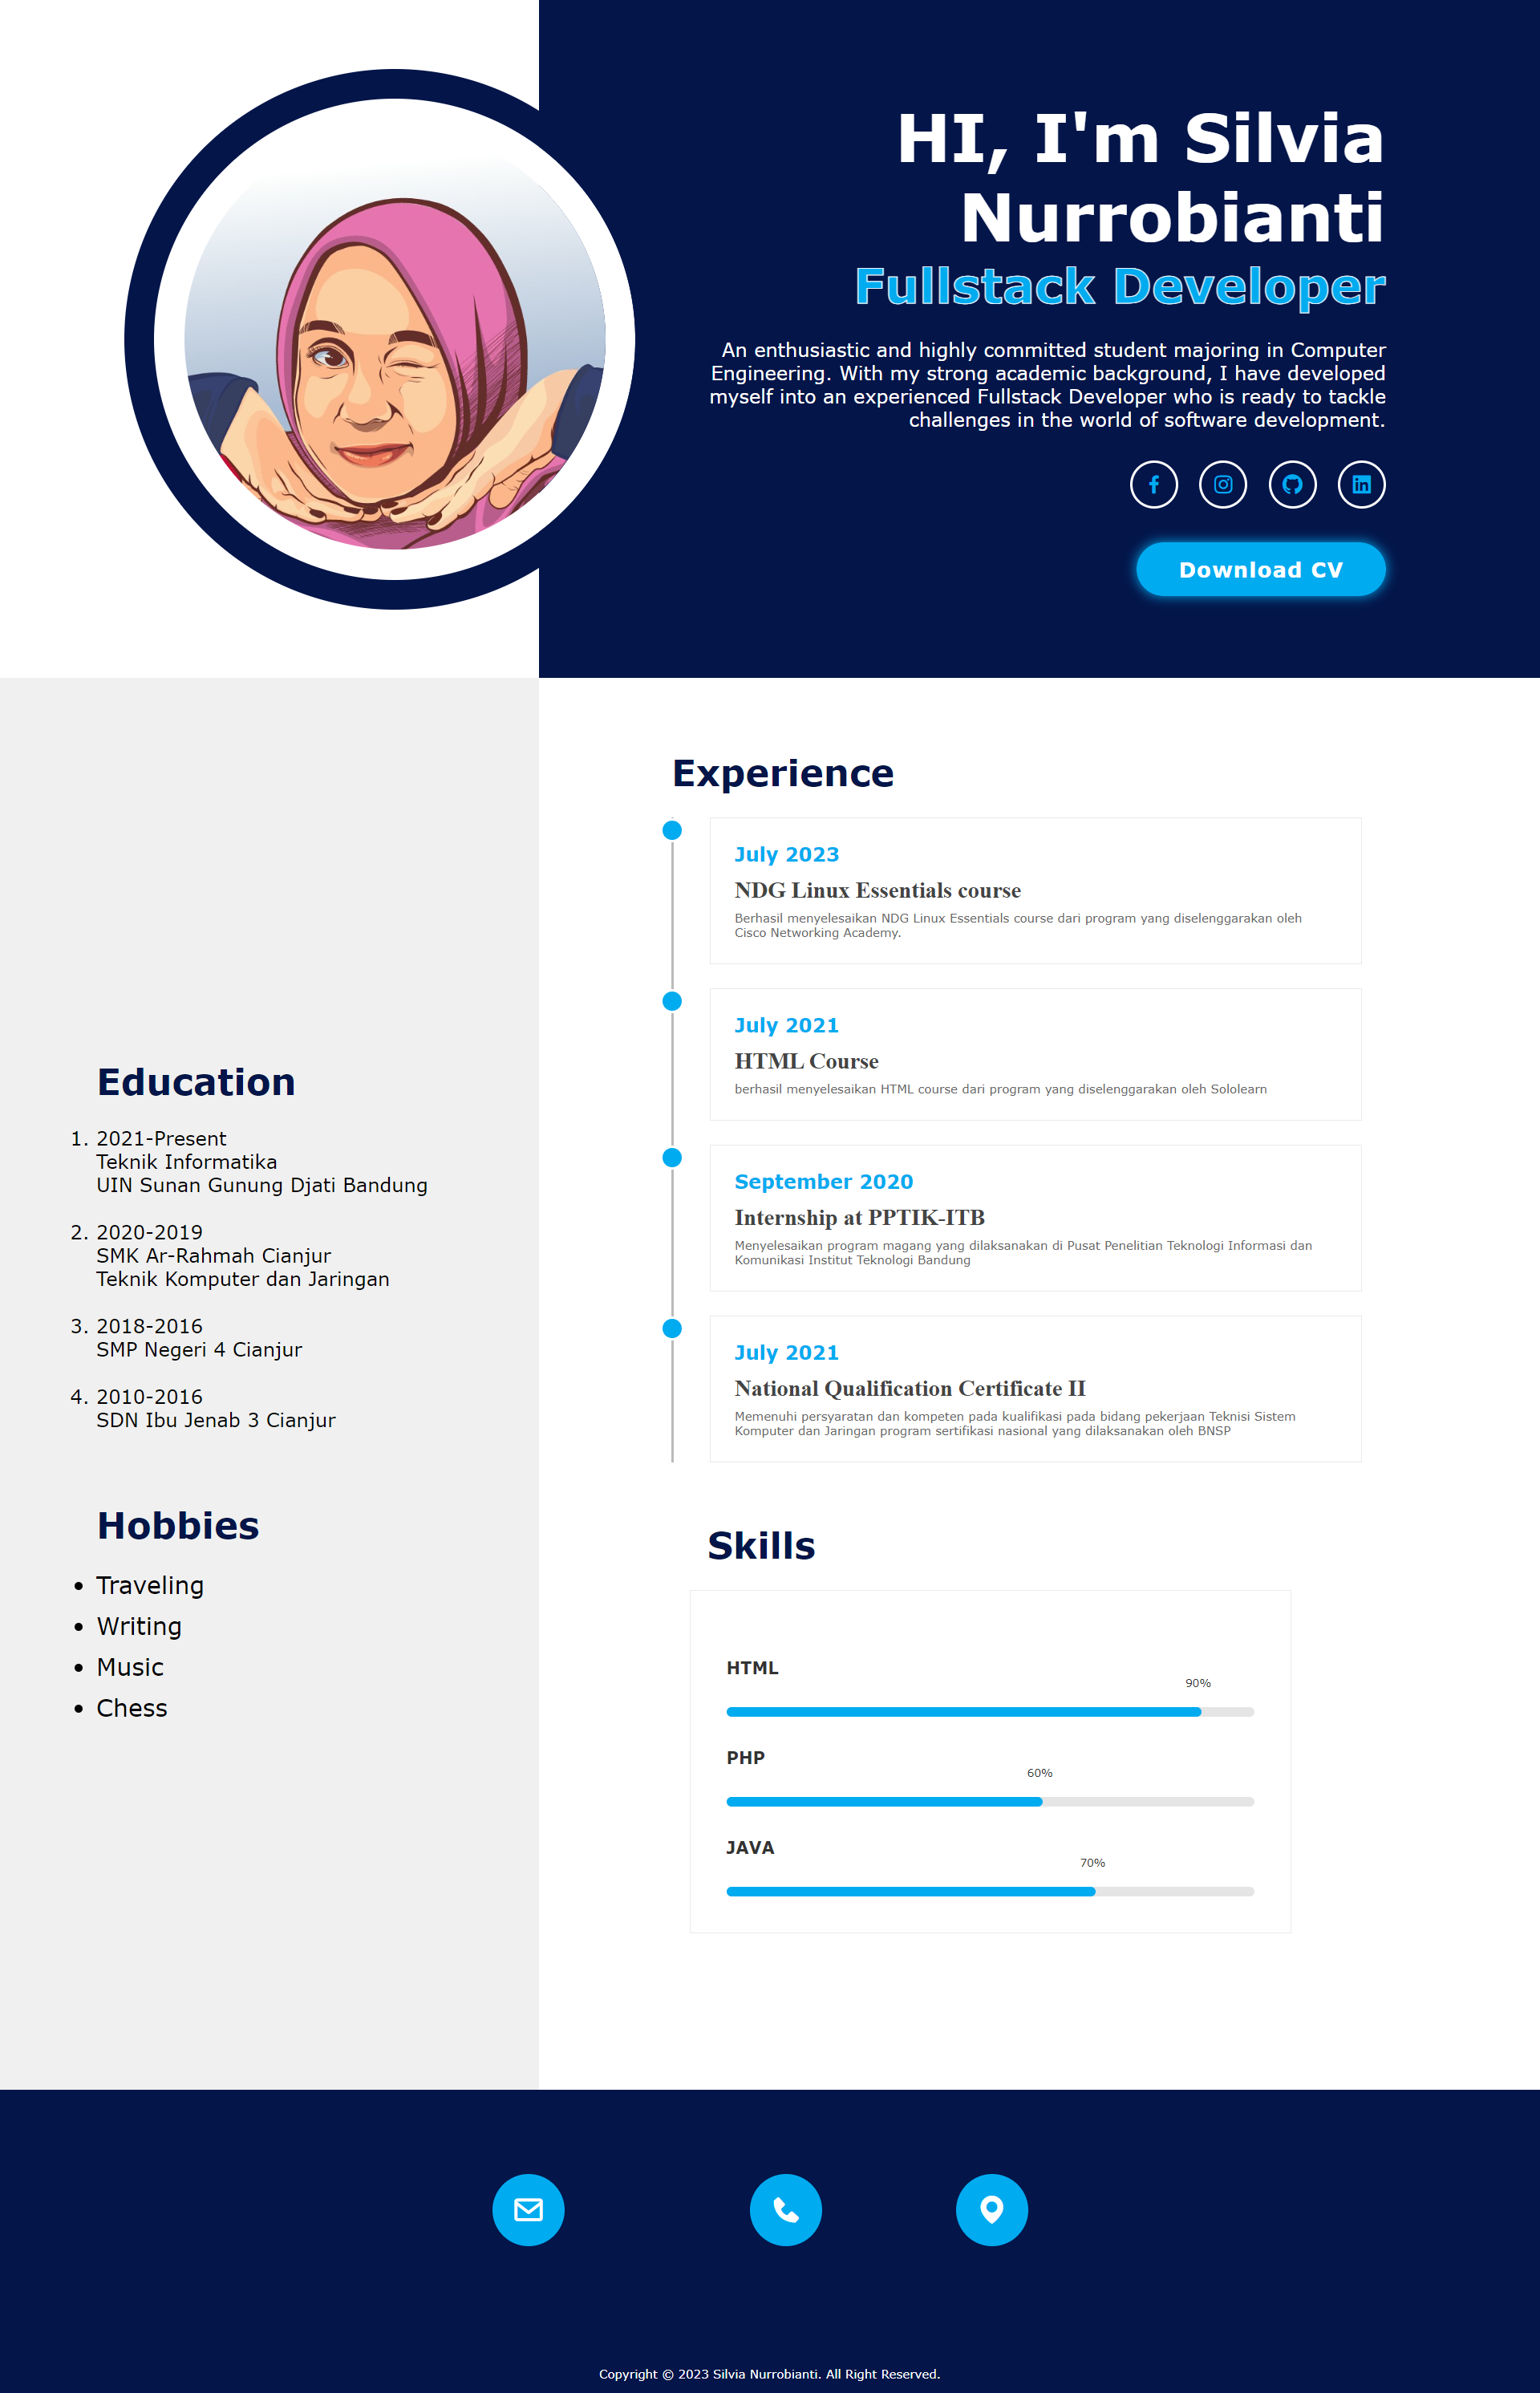 HI, I'm Silvia
Nurrobianti
Fullstack Developer
An enthusiastic and highly committed student majoring in Computer
Engineering. With my strong academic background, I have developed
myself into an experienced Fullstack Developer who is ready to tackle
challenges in the world of software development.
Download CV
Education
1. 2021-Present
Teknik Informatika
UIN Sunan Gunung Djati Bandung
2. 2020-2019
SMK Ar-Rahmah Cianjur
Teknik Komputer dan Jaringan
3. 2018-2016
SMP Negeri 4 Cianjur
4. 2010-2016
SDN Ibu Jenab 3 Cianjur
Hobbies
• Traveling
• Writing
• Music
• Chess
Experience
July 2023
NDG Linux Essentials course
Berhasil menyelesaikan NDG Linux Essentials course dari program yang diselenggarakan oleh
Cisco Networking Academy.
July 2021
HTML Course
berhasil menyelesaikan HTML course dari program yang diselenggarakan oleh Sololearn
September 2020
Internship at PPTIK-ITB
Menyelesaikan program magang yang dilaksanakan di Pusat Penelitian Teknologi Informasi dan
Komunikasi Institut Teknologi Bandung
July 2021
National Qualification Certificate II
Memenuhi persyaratan dan kompeten pada kualifikasi pada bidang pekerjaan Teknisi Sistem
Komputer dan Jaringan program sertifikasi nasional yang dilaksanakan oleh BNSP
Skills
HTML
90%
PHP
60%
JAVA
70%
Copyright © 2023 Silvia Nurrobianti. All Right Reserved.